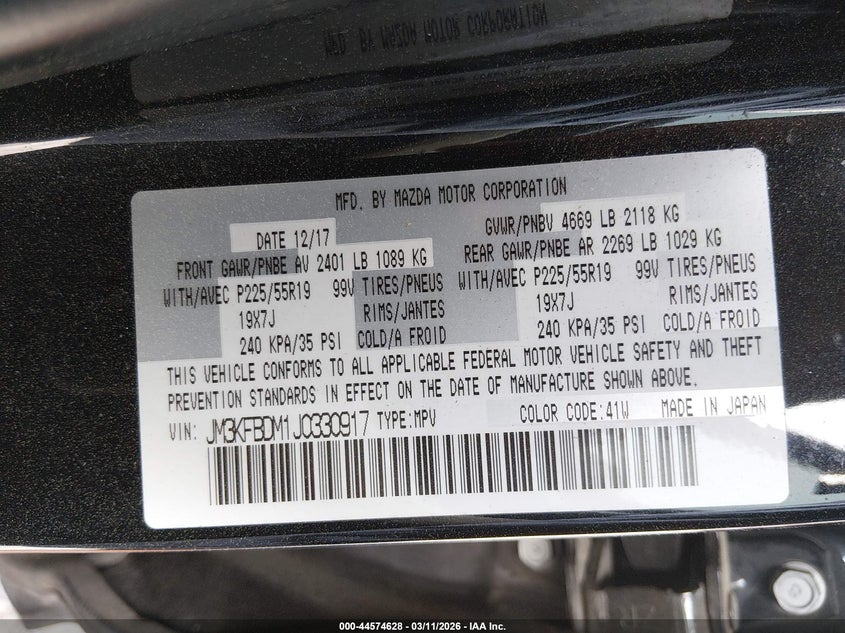 MFD. BY MAZDA MOTOR CORPORATION
MFD. BY MAZDA MOTOR CORPORATION
DATE 12/17 GVWR/PNBV 4669 LB 2118 KG
FRONT GAWR/PNBE AV 2401 LB 1089 KG REAR GAWR/PNBE AR 2269 LB 1029 KG
WITH/AVEC P225/55R19 99V TIRES/PNEUS WITH/AVEC P225/55R19 99V TIRES/PNEUS
19X7J RIMS/JANTES 19X7J RIMS/JANTES
240 KPA/35 PSI COLD/A FROID 240 KPA/35 PSI COLD/A FROID
THIS VEHICLE CONFORMS TO ALL APPLICABLE FEDERAL MOTOR VEHICLE SAFETY AND THEFT
PREVENTION STANDARDS IN EFFECT ON THE DATE OF MANUFACTURE SHOWN ABOVE.
VIN: JM3KFBDM1J0330917 TYPE:MPV COLOR CODE:41W MADE IN JAPAN
000-44574628 - 03/11/2026 - IAA Inc.